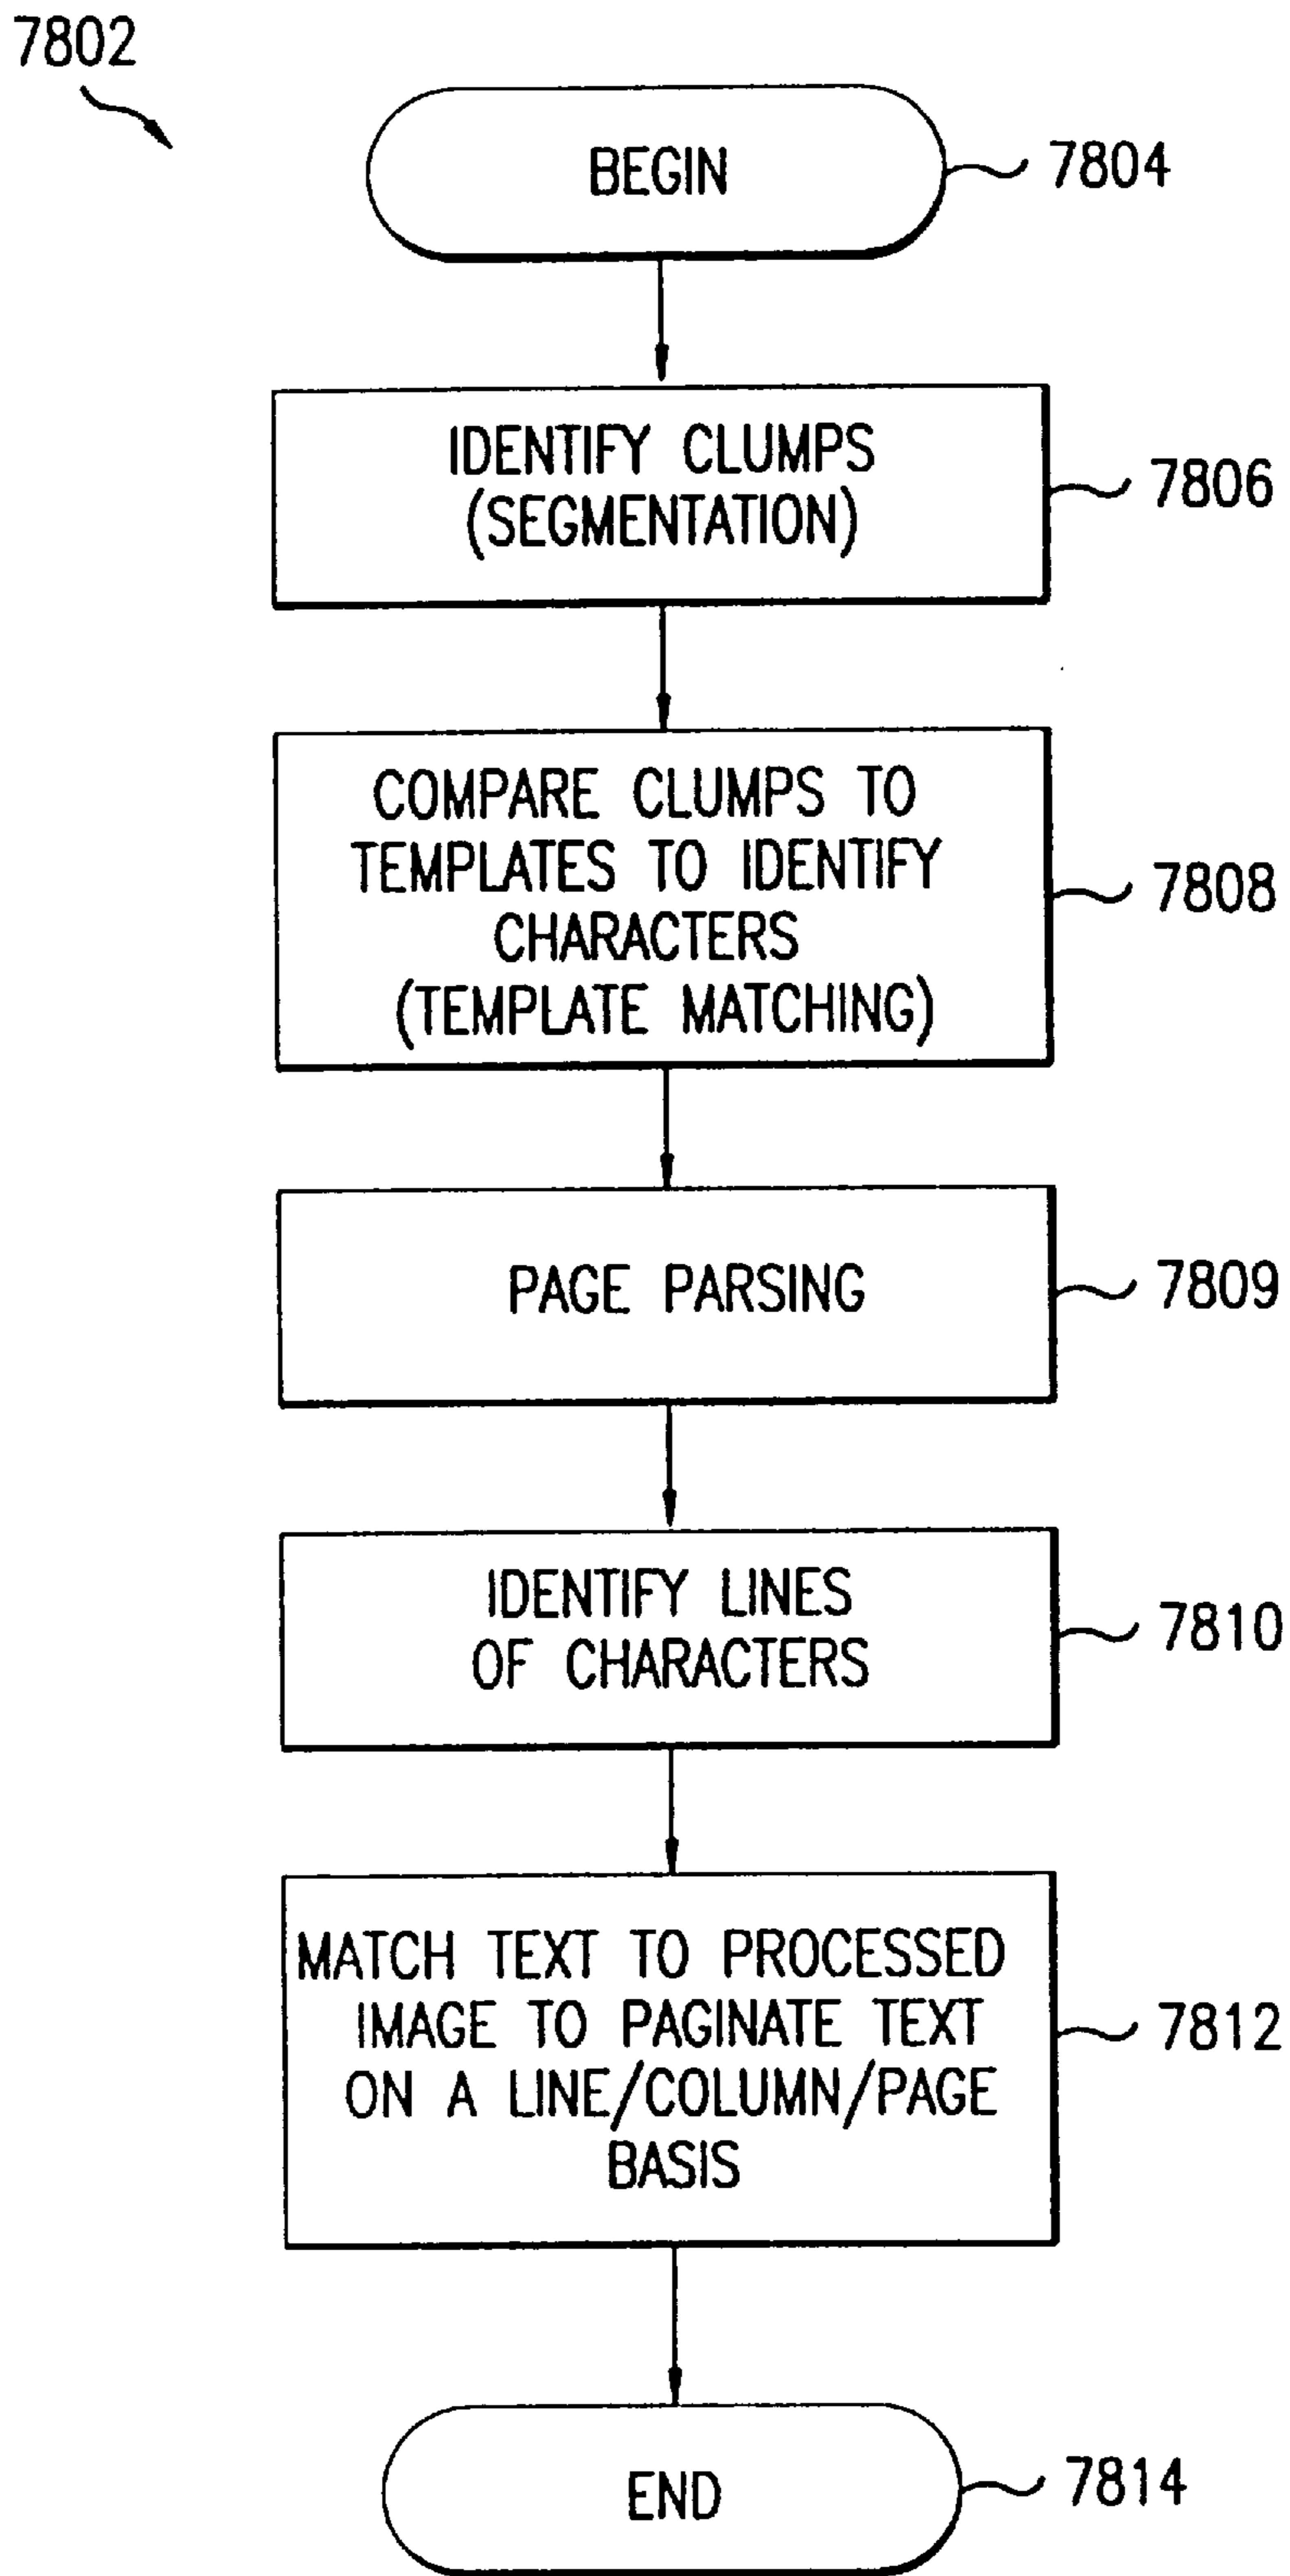 7802
BEGIN
7804
IDENTIFY CLUMPS
(SEGMENTATION)
7806
COMPARE CLUMPS TO
TEMPLATES TO IDENTIFY
CHARACTERS
(TEMPLATE MATCHING)
7808
PAGE PARSING
7809
IDENTIFY LINES
OF CHARACTERS
7810
MATCH TEXT TO PROCESSED
IMAGE TO PAGINATE TEXT
ON A LINE/COLUMN/PAGE
BASIS
7812
END
7814